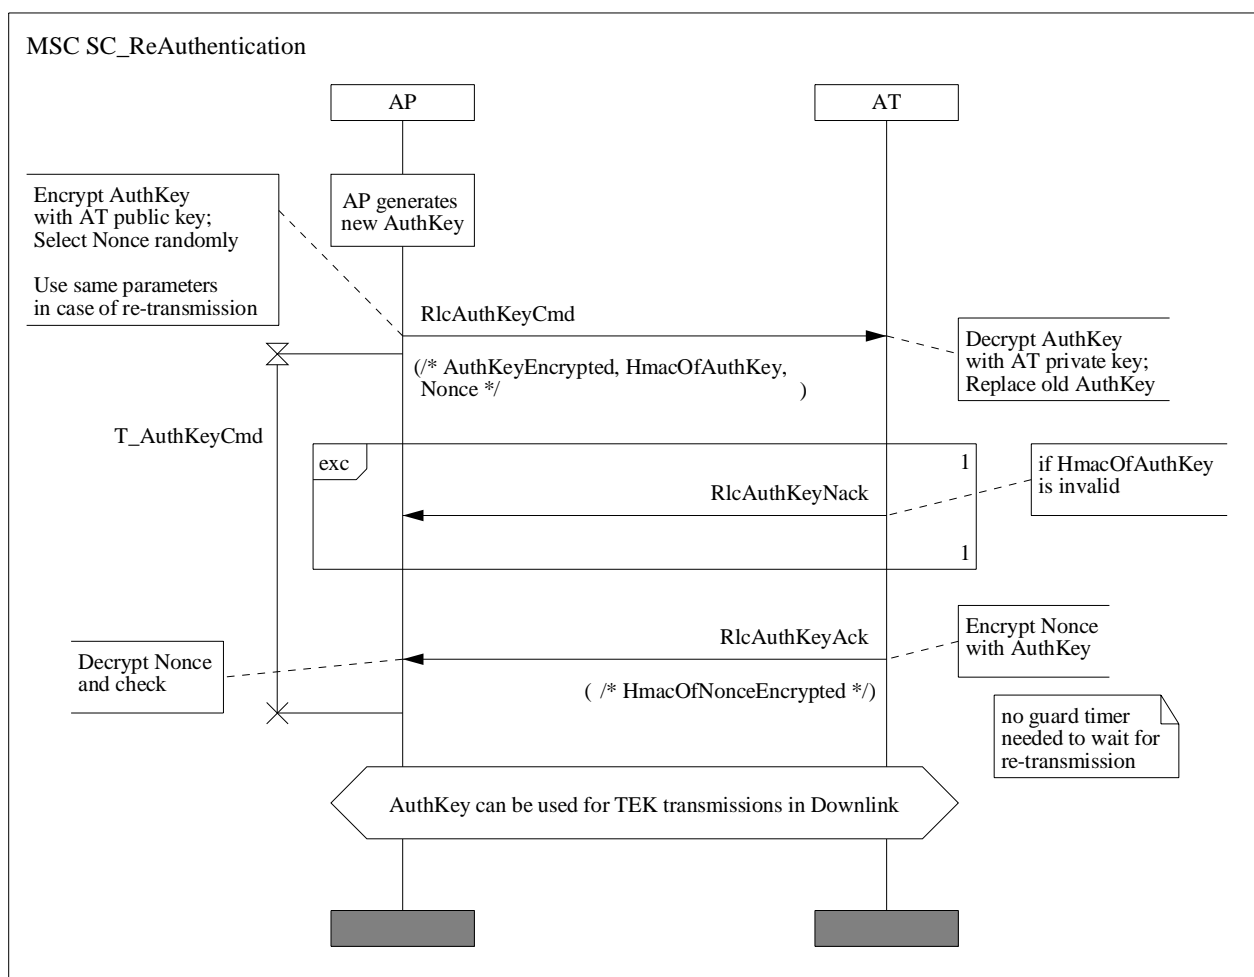 MSC SC_ReAuthentication
AP
AT
Encrypt AuthKey
with AT public key;
Select Nonce randomly
Use same parameters
in case of re-transmission
AP generates
new AuthKey
RlcAuthKeyCmd
(/* AuthKeyEncrypted, HmacOfAuthKey,
Nonce */ )
Decrypt AuthKey
with AT private key;
Replace old AuthKey
T_AuthKeyCmd
exc
1
RlcAuthKeyNack
1
if HmacOfAuthKey
is invalid
RlcAuthKeyAck
( /* HmacOfNonceEncrypted */)
Encrypt Nonce
with AuthKey
Decrypt Nonce
and check
no guard timer
needed to wait for
re-transmission
AuthKey can be used for TEK transmissions in Downlink